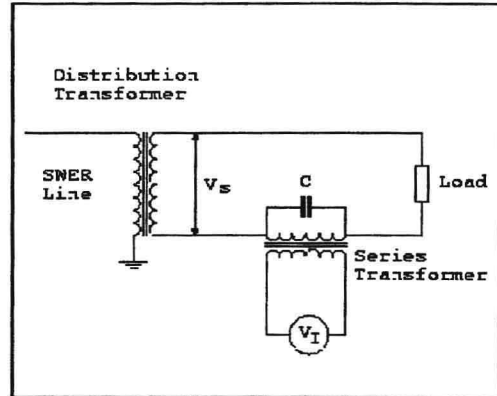 Distribution
Transformer
SWER
Line
Vs
C
Load
Series
Transformer
VI